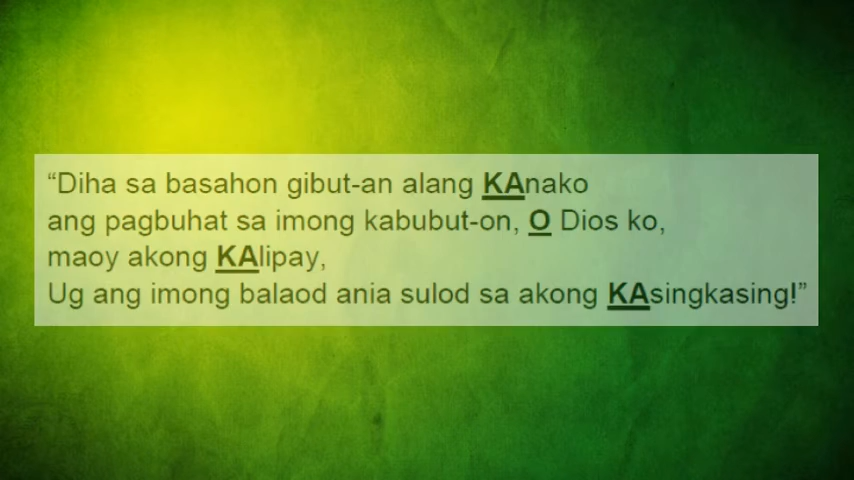 “Diha sa basahon gibut-an alang KAnako
ang pagbuhat sa imong kabubut-on, O Dios ko,
maoy akong KAlipay,
Ug ang imong balaod ania sulod sa akong KAsingkasing!”